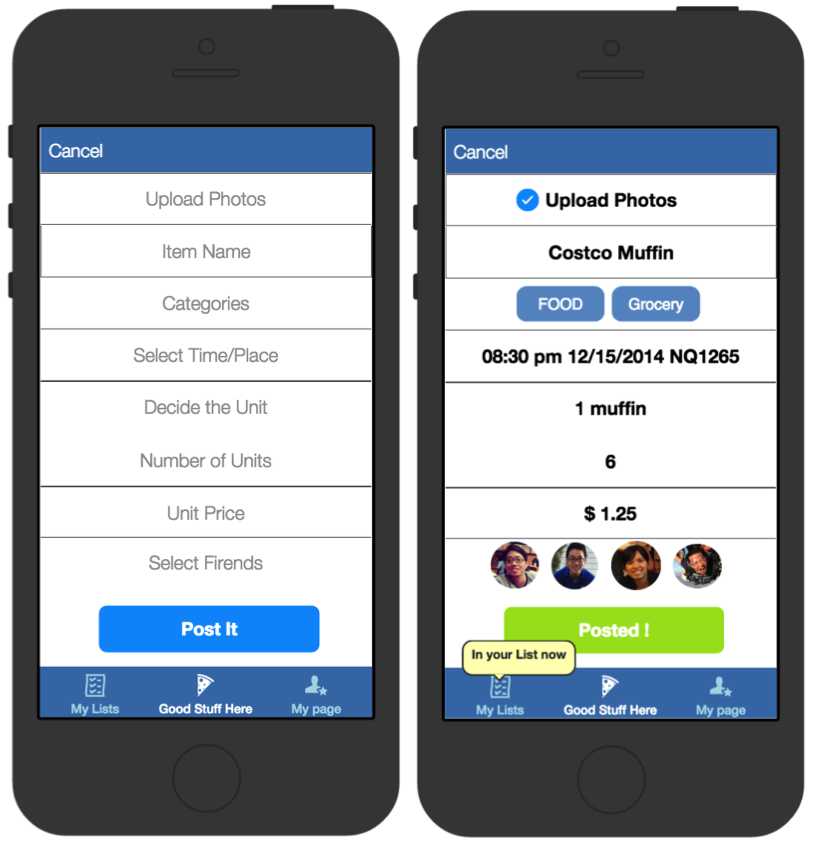 Cancel
Upload Photos
Item Name
Categories
Select Time/Place
Decide the Unit
Number of Units
Unit Price
Select Firends
Post It
My Lists
Good Stuff Here
My page
Cancel
Upload Photos
Costco Muffin
FOOD
Grocery
08:30 pm 12/15/2014 NQ1265
1 muffin
6
$ 1.25
Posted !
In your List now
My Lists
Good Stuff Here
My page